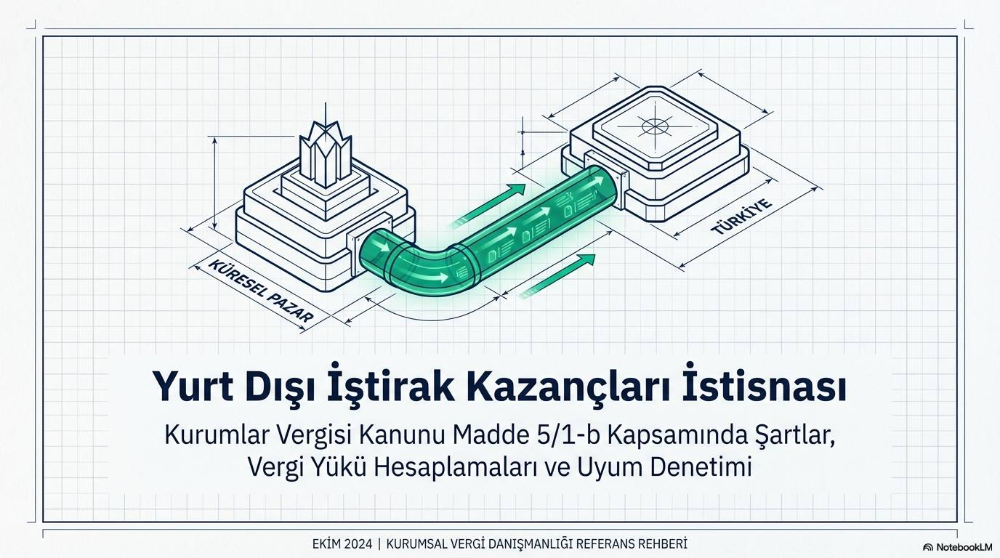 KÜRESEL PAZAR
TÜRKİYE
Yurt Dışı İştirak Kazançları İstisnası
Kurumlar Vergisi Kanunu Madde 5/1-b Kapsamında Şartlar,
Vergi Yükü Hesaplamaları ve Uyum Denetimi
EKİM 2024 | KURUMSAL VERGİ DANIŞMANLIĞI REFERANS REHBERİ
NotebookLM